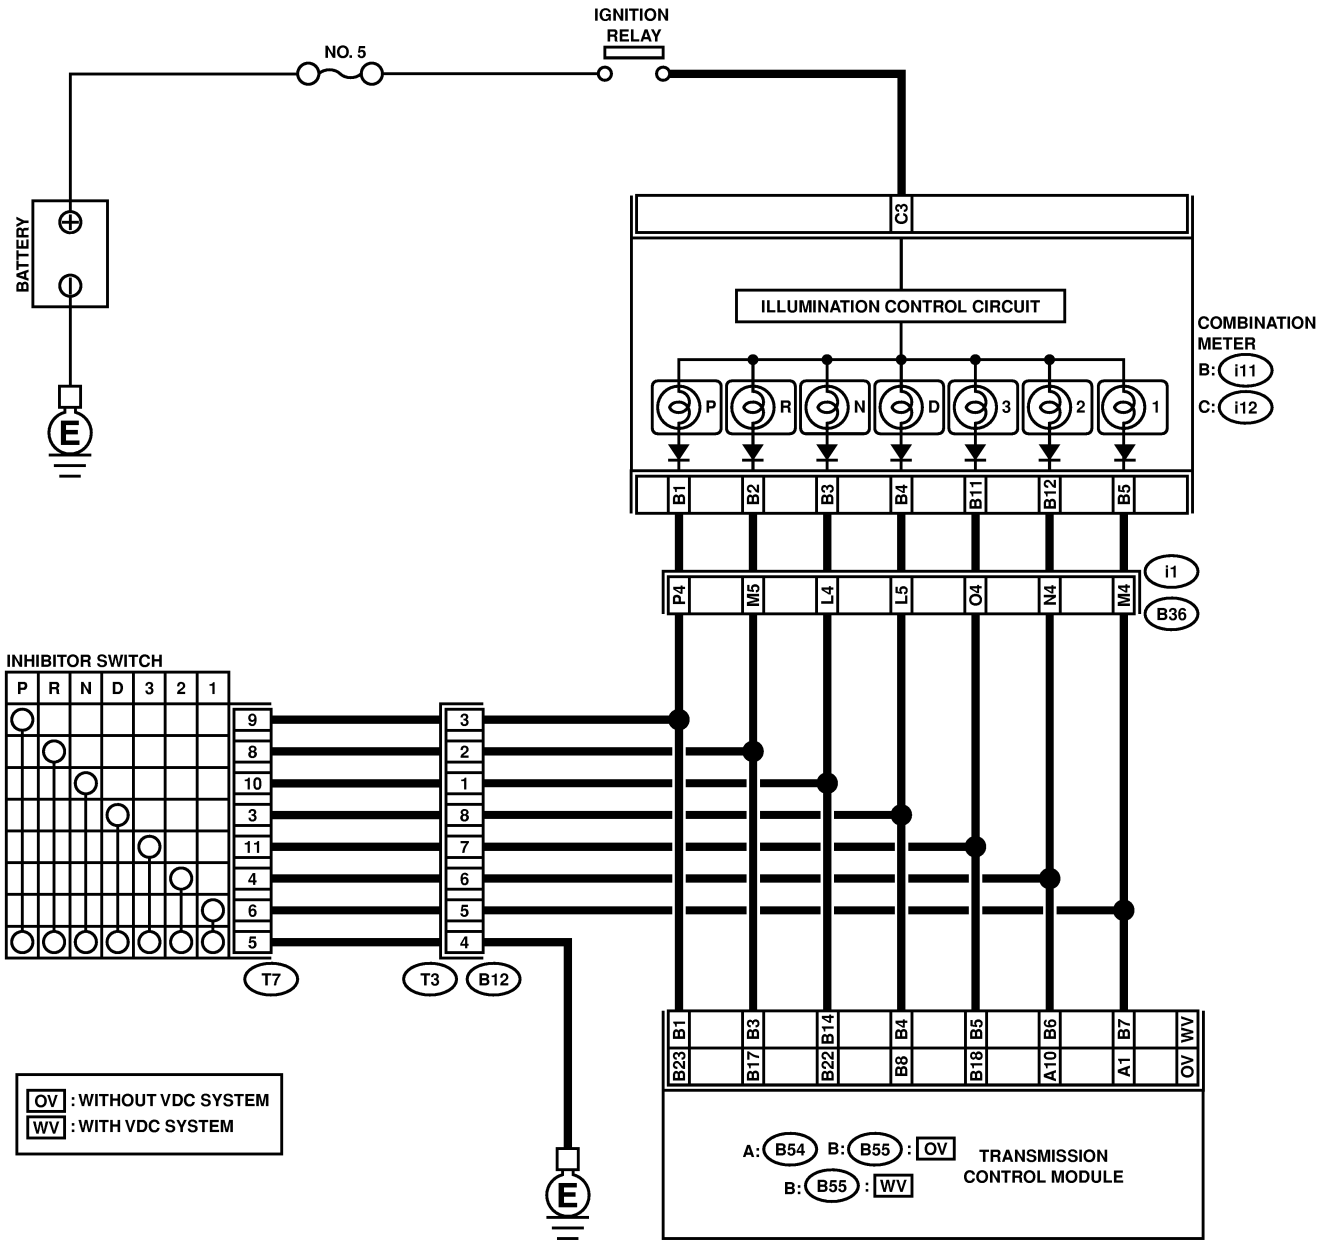 IGNITION
RELAY
NO. 5
BATTERY
E
C3
ILLUMINATION CONTROL CIRCUIT
COMBINATION
METER
B: i11
C: i12
P R N D 3 2 1
B1 B2 B3 B4 B11 B12 B5
i1
P4 M5 L4 L5 O4 N4 M4
B36
INHIBITOR SWITCH
P R N D 3 2 1
9 3
8 2
10 1
3 8
11 7
4 6
6 5
5 4
T7 T3 B12
B1 B3 B14 B4 B5 B6 B7 WV
B23 B17 B22 B8 B18 A10 A1 OV
OV : WITHOUT VDC SYSTEM
WV : WITH VDC SYSTEM
E
A: B54 B: B55 : OV
B: B55 : WV
TRANSMISSION
CONTROL MODULE